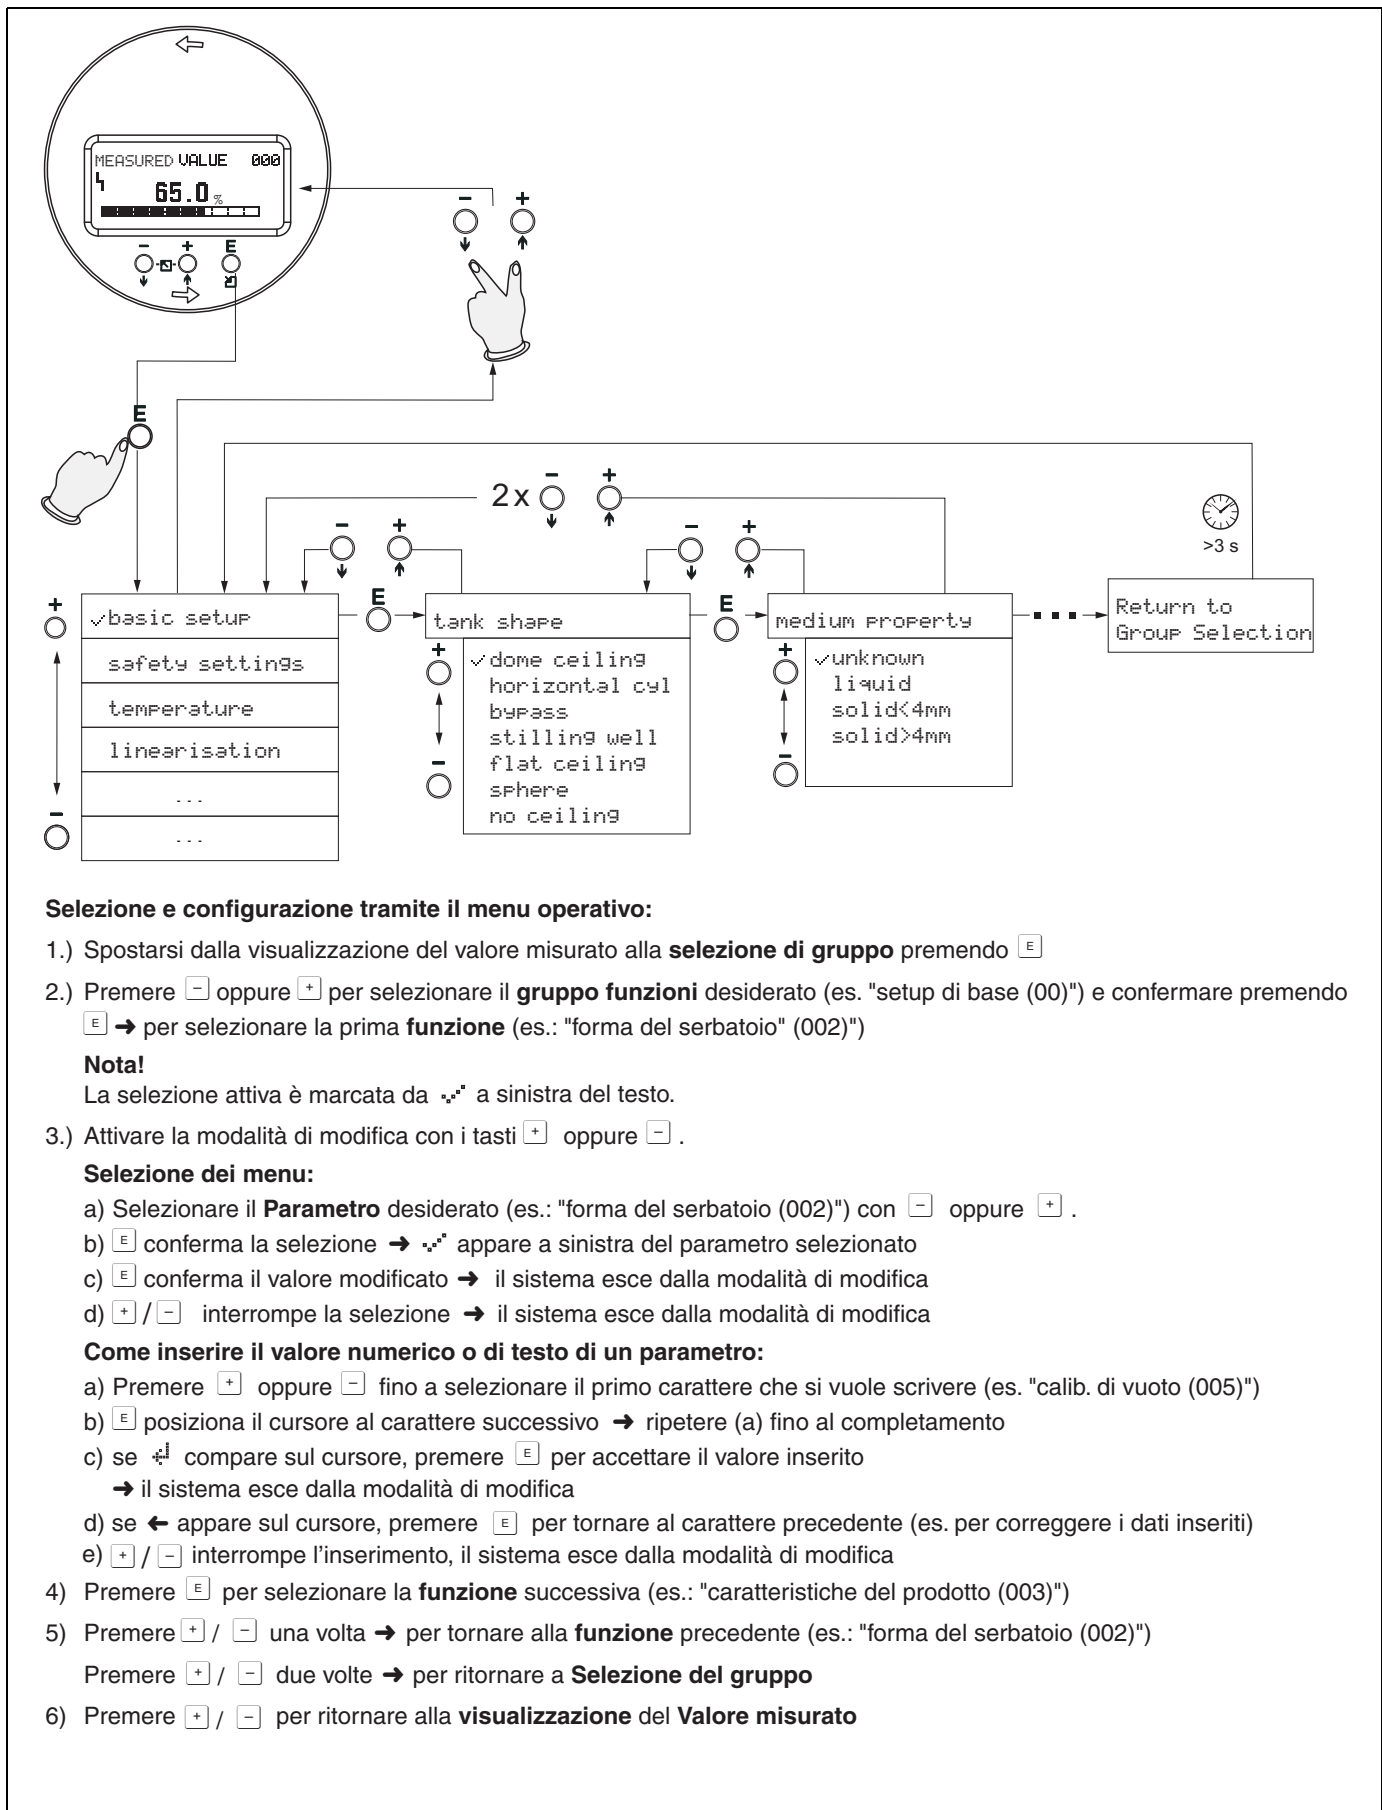 MEASURED VALUE 000
65.0 %
- + E
- +
E
2x - +
- + - +
>3 s
+ E + E +
✓basic setup
safety settings
temperature
linearisation
...
...
-
tank shape
✓dome ceiling
horizontal cyl
bypass
stilling well
flat ceiling
sphere
no ceiling
-
medium property
✓unknown
liquid
solid<4mm
solid>4mm
-
Return to
Group Selection
Selezione e configurazione tramite il menu operativo:
1.) Spostarsi dalla visualizzazione del valore misurato alla selezione di gruppo premendo E
2.) Premere - oppure + per selezionare il gruppo funzioni desiderato (es. "setup di base (00)") e confermare premendo
E ➜ per selezionare la prima funzione (es.: "forma del serbatoio" (002)")
Nota!
La selezione attiva è marcata da ✓ a sinistra del testo.
3.) Attivare la modalità di modifica con i tasti + oppure - .
Selezione dei menu:
a) Selezionare il Parametro desiderato (es.: "forma del serbatoio (002)") con - oppure + .
b) E conferma la selezione ➜ ✓ appare a sinistra del parametro selezionato
c) E conferma il valore modificato ➜ il sistema esce dalla modalità di modifica
d) + / - interrompe la selezione ➜ il sistema esce dalla modalità di modifica
Come inserire il valore numerico o di testo di un parametro:
a) Premere + oppure - fino a selezionare il primo carattere che si vuole scrivere (es. "calib. di vuoto (005)")
b) E posiziona il cursore al carattere successivo ➜ ripetere (a) fino al completamento
c) se ↲ compare sul cursore, premere E per accettare il valore inserito
➜ il sistema esce dalla modalità di modifica
d) se ← appare sul cursore, premere E per tornare al carattere precedente (es. per correggere i dati inseriti)
e) + / - interrompe l'inserimento, il sistema esce dalla modalità di modifica
4) Premere E per selezionare la funzione successiva (es.: "caratteristiche del prodotto (003)")
5) Premere + / - una volta ➜ per tornare alla funzione precedente (es.: "forma del serbatoio (002)")
Premere + / - due volte ➜ per ritornare a Selezione del gruppo
6) Premere + / - per ritornare alla visualizzazione del Valore misurato